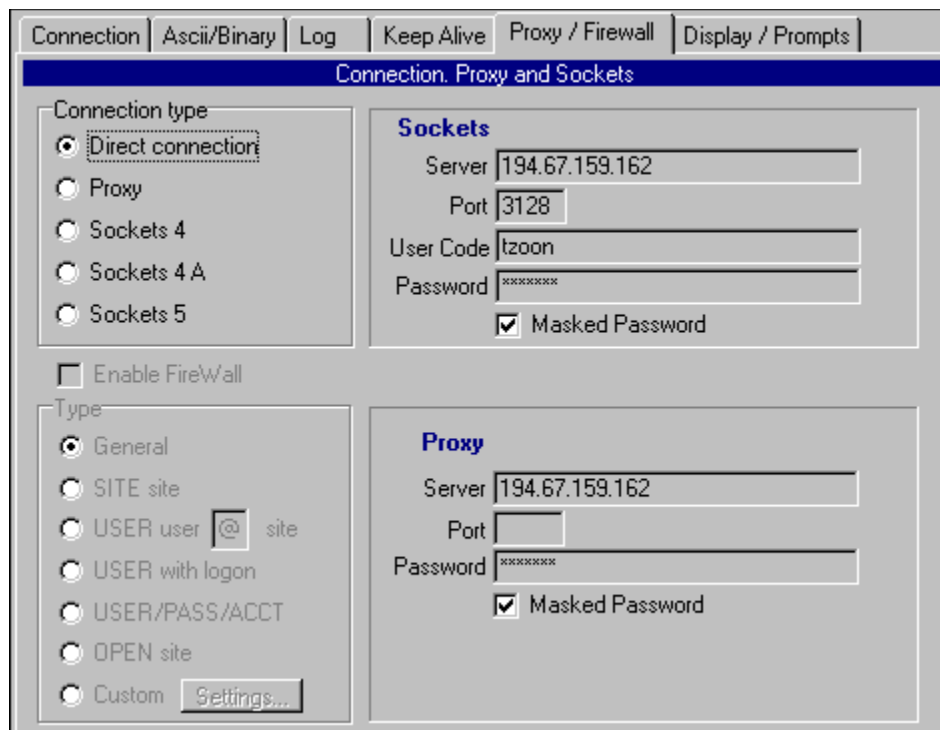 Connection Ascii/Binary Log Keep Alive Proxy / Firewall Display / Prompts
Connection. Proxy and Sockets
Connection type
Direct connection
Proxy
Sockets 4
Sockets 4 A
Sockets 5
Sockets
Server 194.67.159.162
Port 3128
User Code tzoon
Password *******
Masked Password
Enable FireWall
Type
General
SITE site
USER user @ site
USER with logon
USER/PASS/ACCT
OPEN site
Custom Settings...
Proxy
Server 194.67.159.162
Port
Password *******
Masked Password